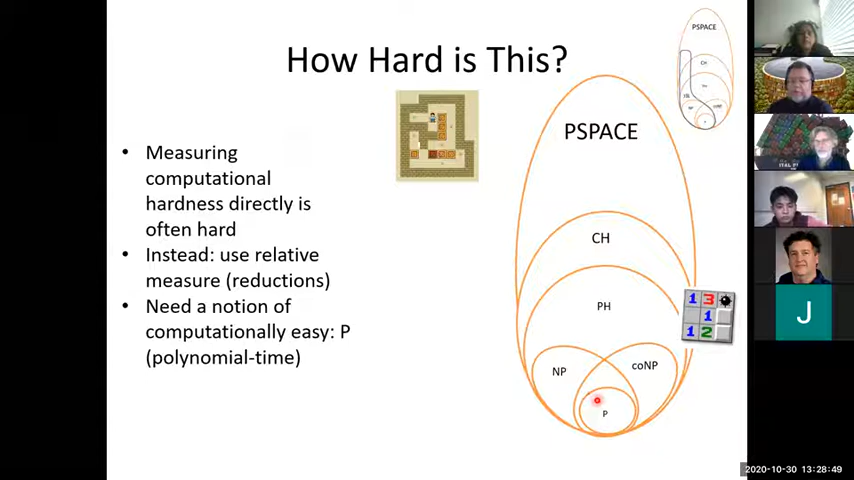 How Hard is This?
• Measuring
computational
hardness directly is
often hard
• Instead: use relative
measure (reductions)
• Need a notion of
computationally easy: P
(polynomial-time)
PSPACE
CH
PH
NP
coNP
P
PSPACE
CH
1 3
1
1 2
J
2020-10-30 13:28:49